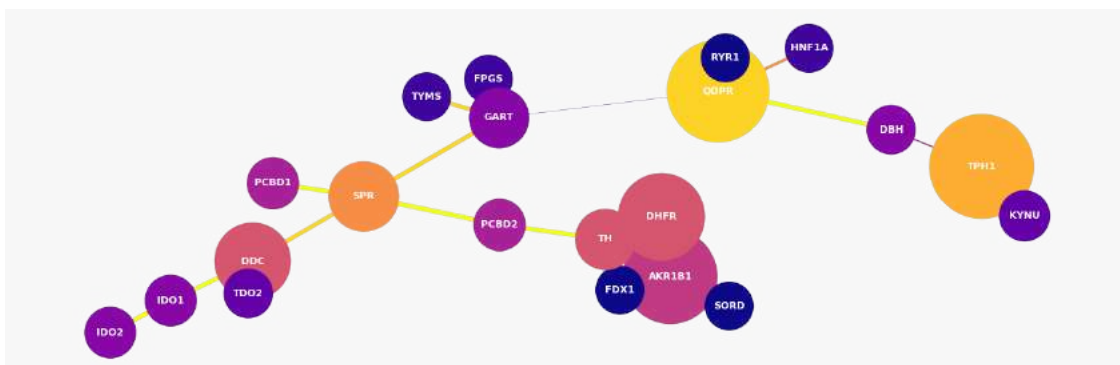 HNF1A
RYR1
FPGS
QDPR
TYMS
GART
DBH
TPH1
PCBD1
SPR
KYNU
DHFR
PCBD2
TH
DDC
AKR1B1
FDX1
TDO2
IDO1
SORD
IDO2